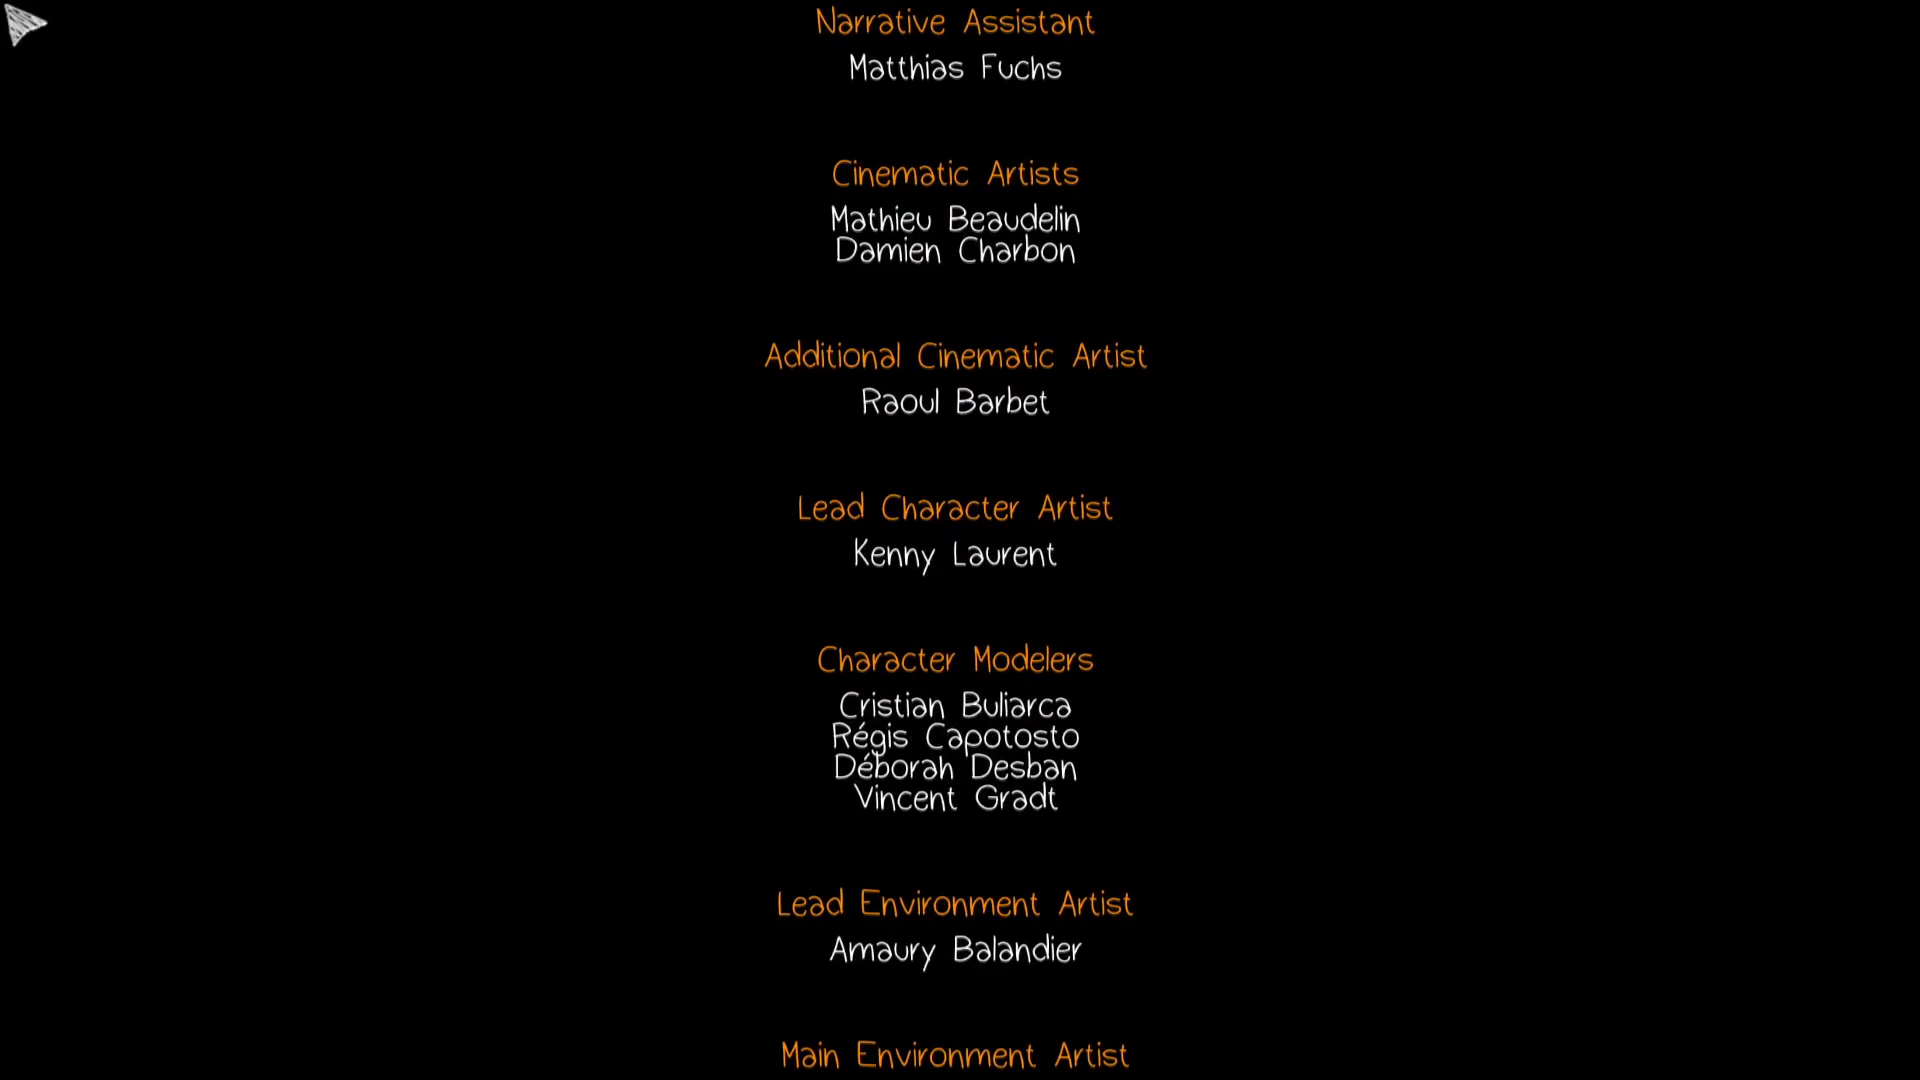 Narrative Assistant
Matthias Fuchs
Cinematic Artists
Mathieu Beaudelin
Damien Charbon
Additional Cinematic Artist
Raoul Barbet
Lead Character Artist
Kenny Laurent
Character Modelers
Cristian Buliarca
Régis Capotosto
Déborah Desban
Vincent Gradt
Lead Environment Artist
Amaury Balandier
Main Environment Artist